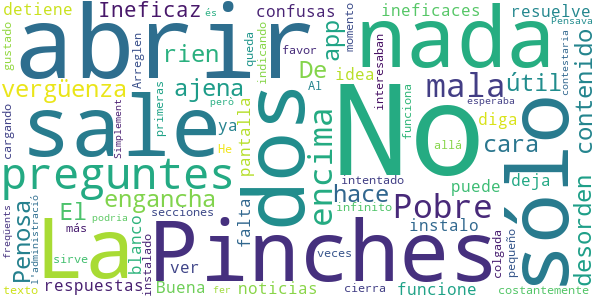 detiene
Ineficaz
confusas
ineficaces
resuelve
Pensava
gustado
abrir
és
rien
indicando
queda
favor
app
momento
interesaban
nada
contestaria
vergüenza
Arreglen
ajena
De
idea
mala
útil
esperaba
cargando
sale
però
primeras
Al
No
funciona
diga
contenido
Simplement
ya
He
pantalla
dos
encima
cara
sólo
preguntes
allá
intentado
puede
deja
desorden
engancha
hace
instalo
freqüents
Penosa
l'administració
El
blanco
podria
falta
infinito
Pobre
más
La
secciones
Pinches
veces
funcione
colgada
pequeño
sirve
instalado
ver
respuestas
Buena
noticias
cierra
texto
fer
costantemente